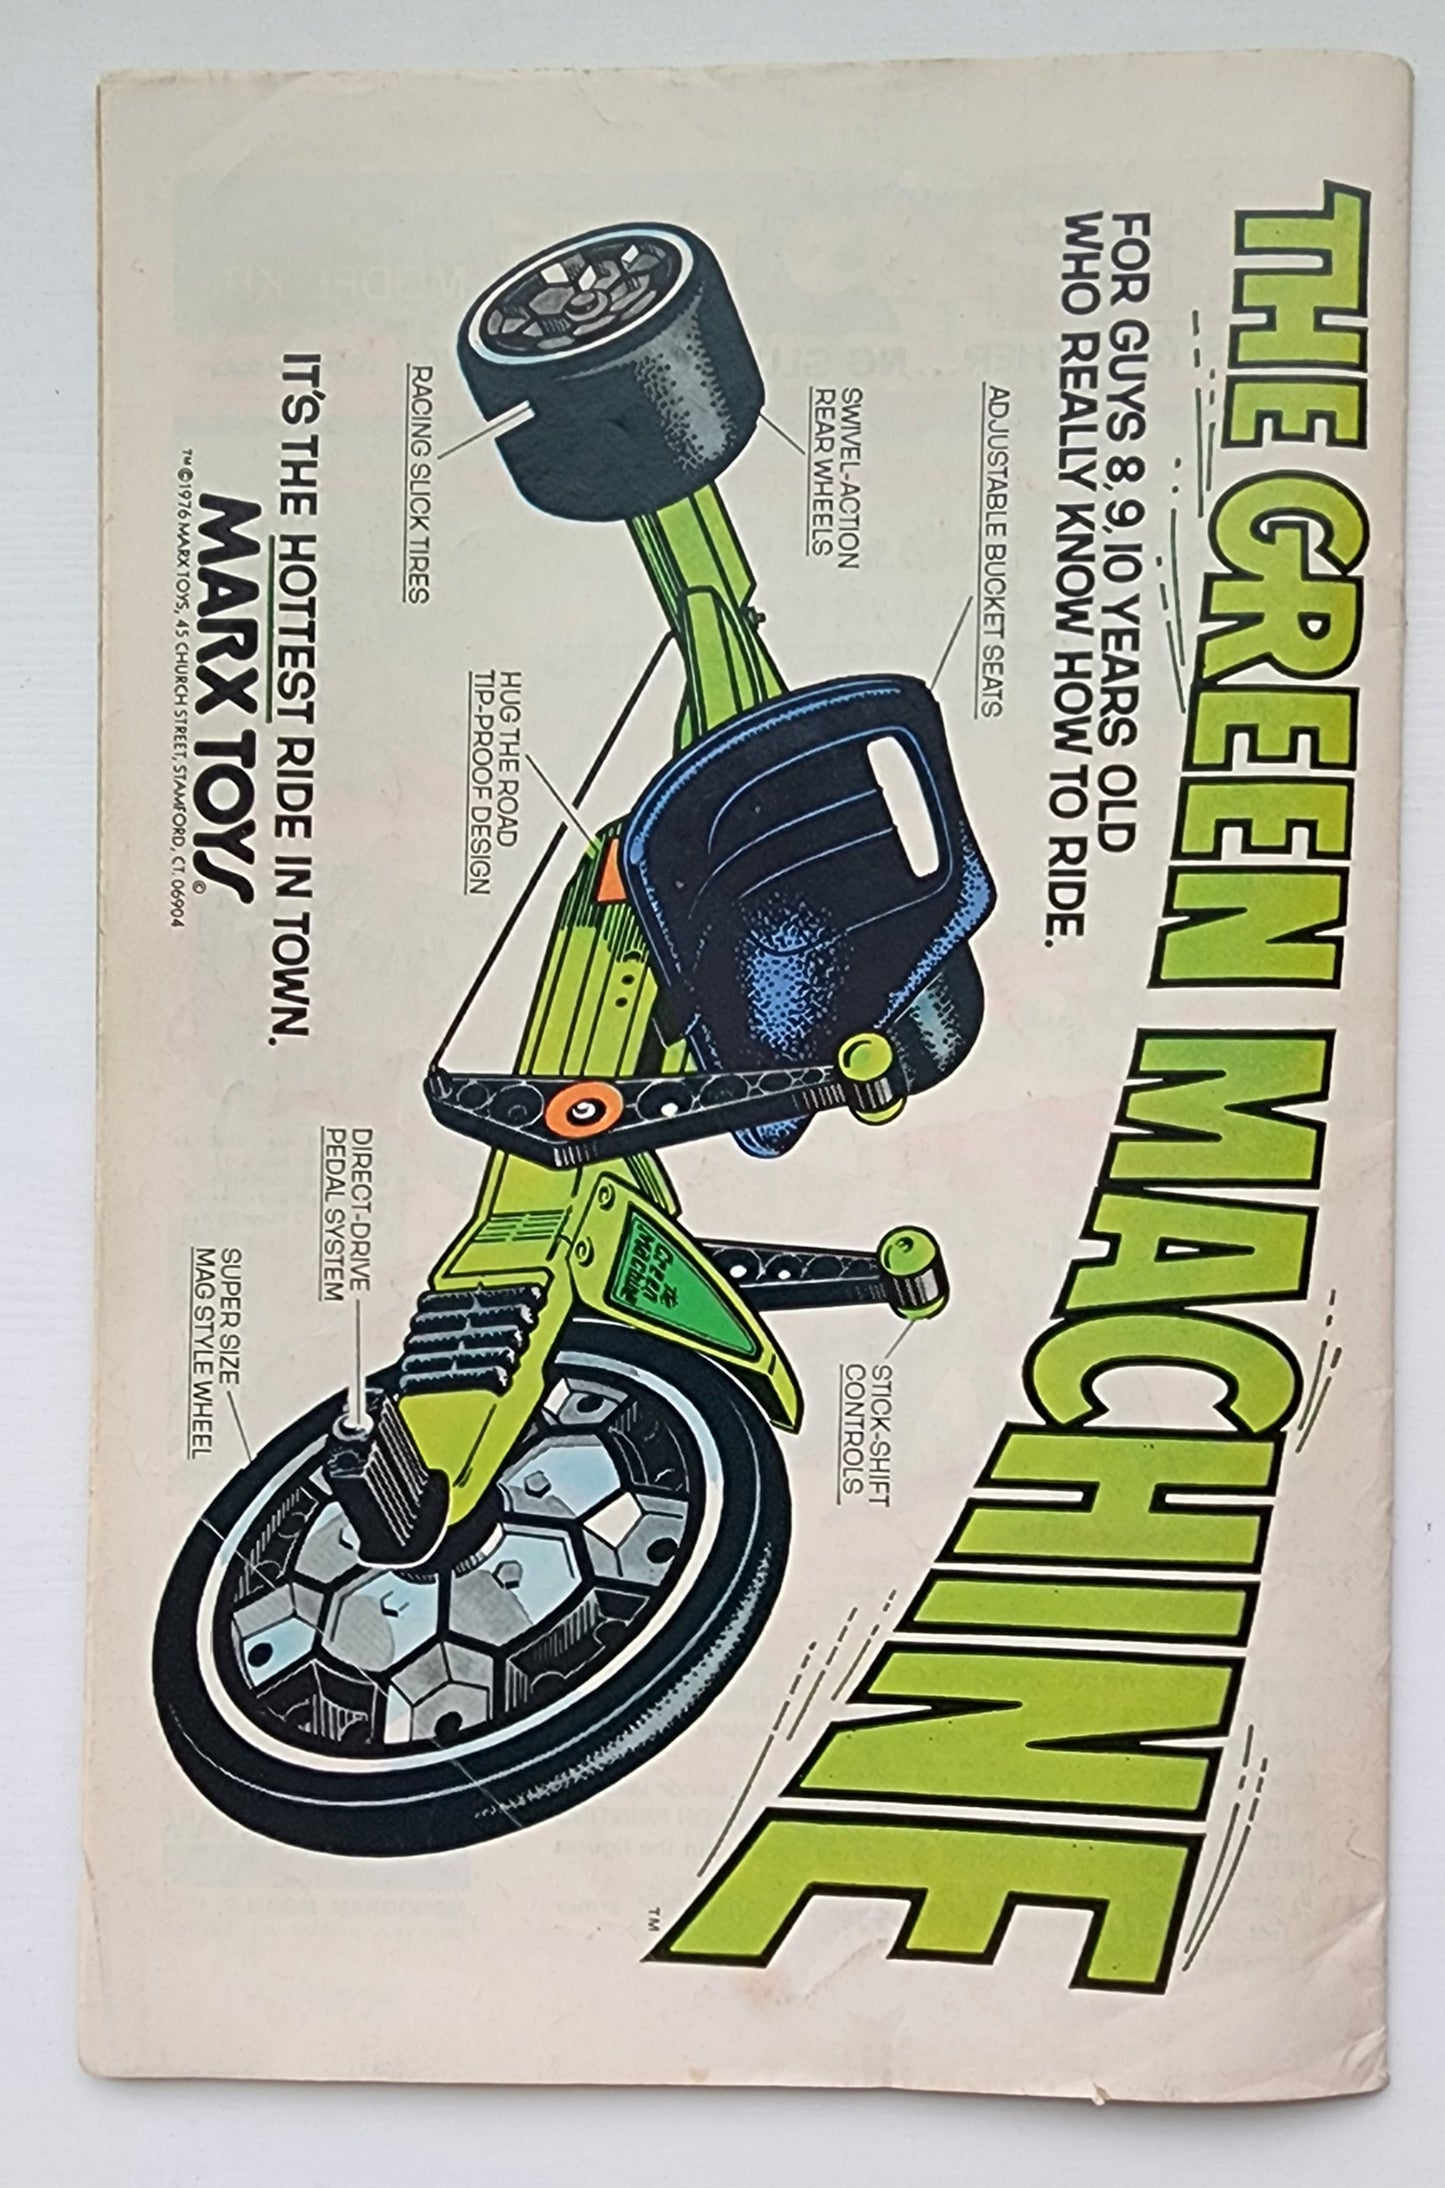 THE GREEN MACHINE
TM
FOR GUYS 8, 9, 10 YEARS OLD
WHO REALLY KNOW HOW TO RIDE.
ADJUSTABLE BUCKET SEATS
SWIVEL-ACTION
REAR WHEELS
STICK-SHIFT
CONTROLS
The
Green
Machine
RACING SLICK TIRES
HUG THE ROAD
TIP-PROOF DESIGN
DIRECT-DRIVE
PEDAL SYSTEM
SUPER SIZE
MAG STYLE WHEEL
IT'S THE HOTTEST RIDE IN TOWN.
MARX TOYS©
TM ©1976 MARX TOYS, 45 CHURCH STREET, STAMFORD, CT. 06904